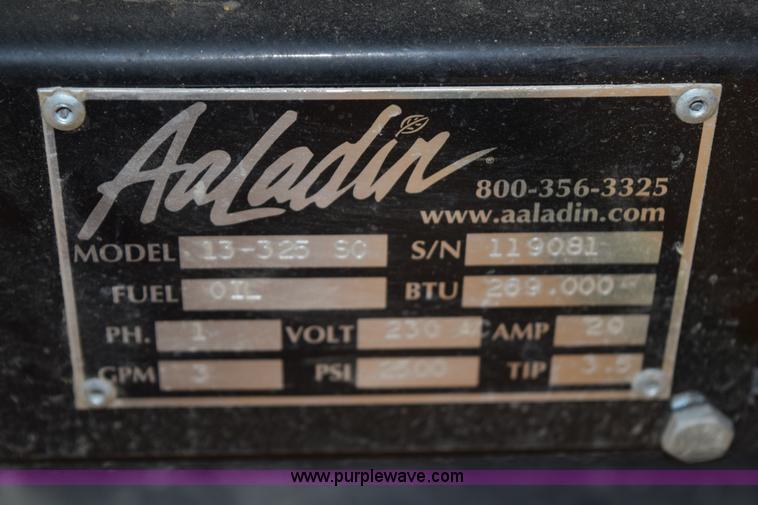 AaLadin
800-356-3325
www.aaladin.com
MODEL 13-325 S/N 119081
FUEL OIL BTU 269.000
PH. 1 VOLT 230 AC AMP 20
GPM 3 PSI 2500 TIP 3.5
www.purplewave.com